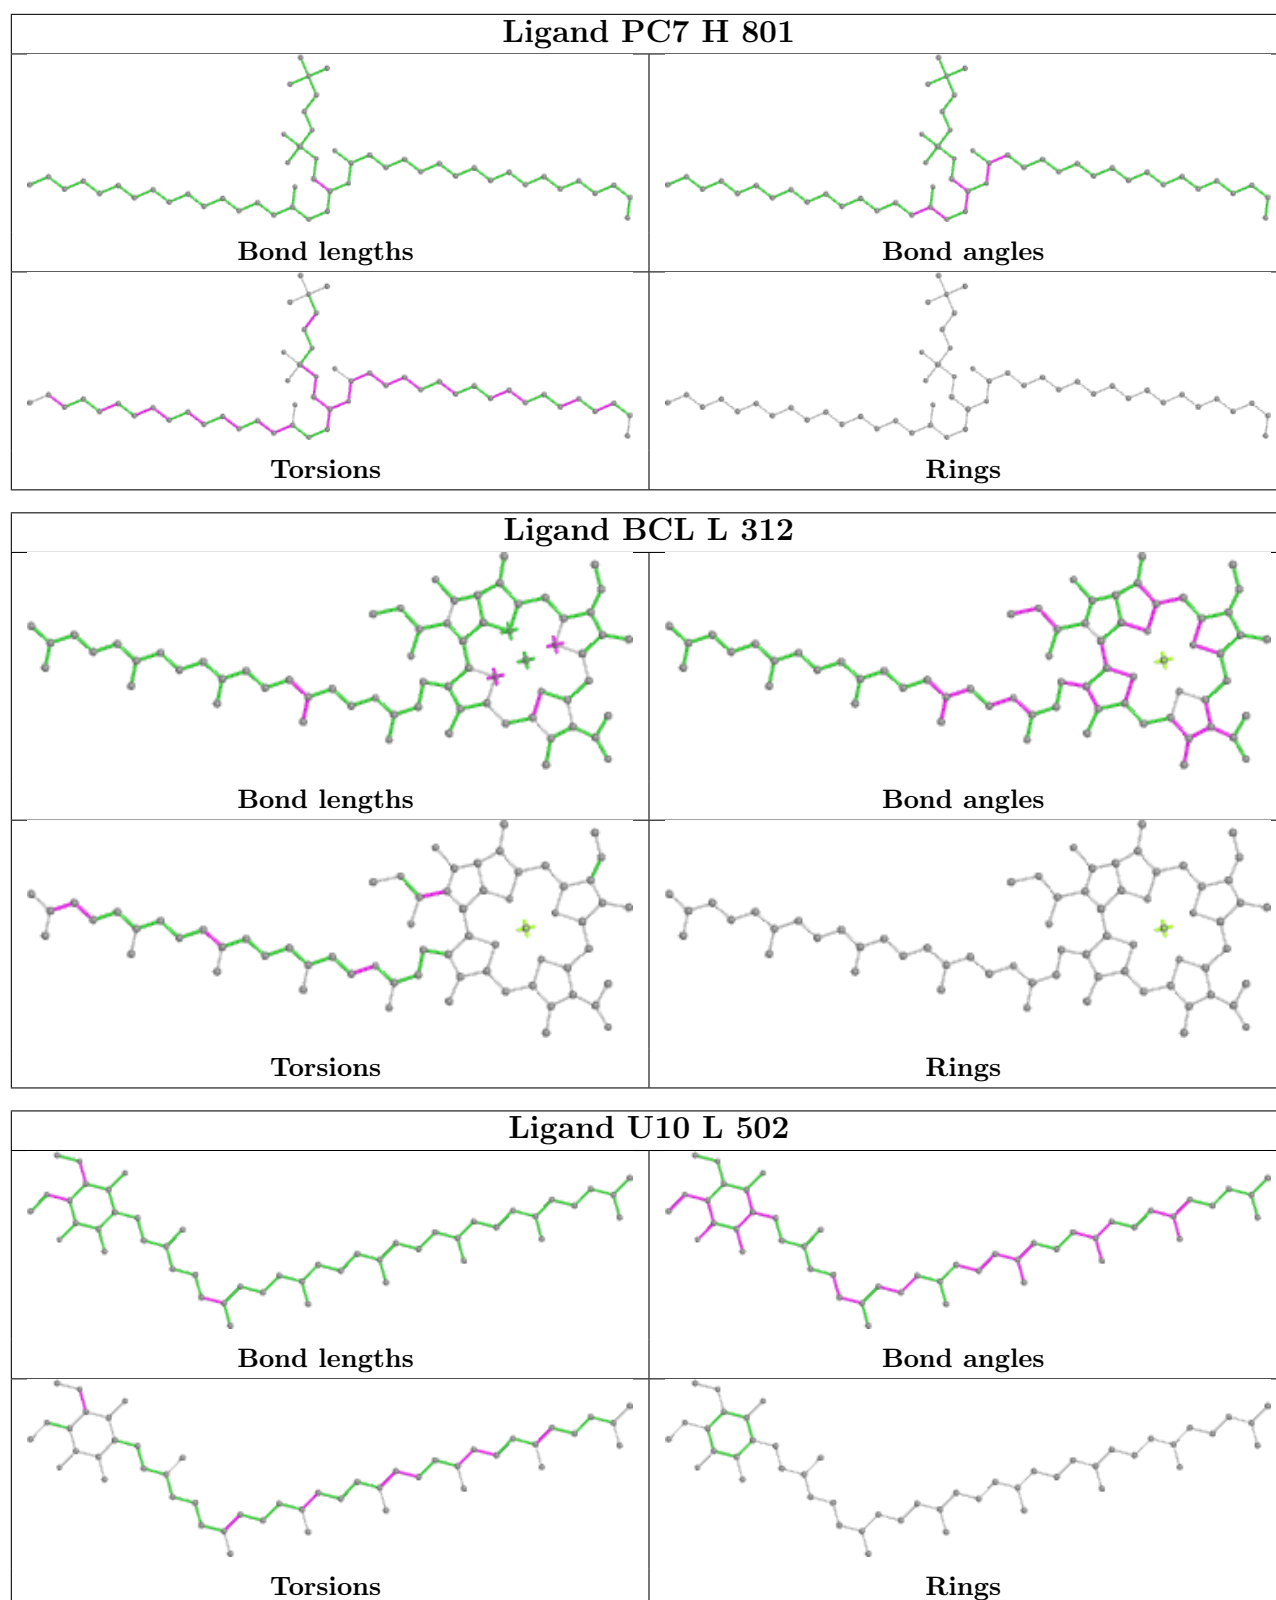 Ligand PC7 H 801
Bond lengths
Bond angles
Torsions
Rings
Ligand BCL L 312
Bond lengths
Bond angles
Torsions
Rings
Ligand U10 L 502
Bond lengths
Bond angles
Torsions
Rings